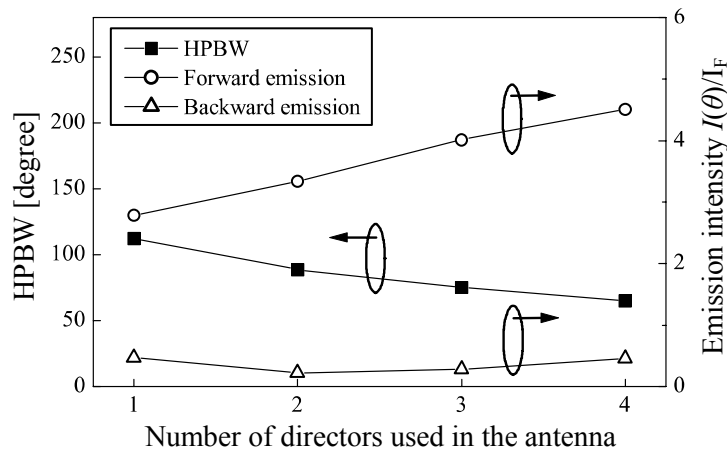 HPBW
Forward emission
Backward emission
HPBW [degree]
250
200
150
100
50
0
6
4
2
0
Emission intensity I(θ)/I_F
1 2 3 4
Number of directors used in the antenna